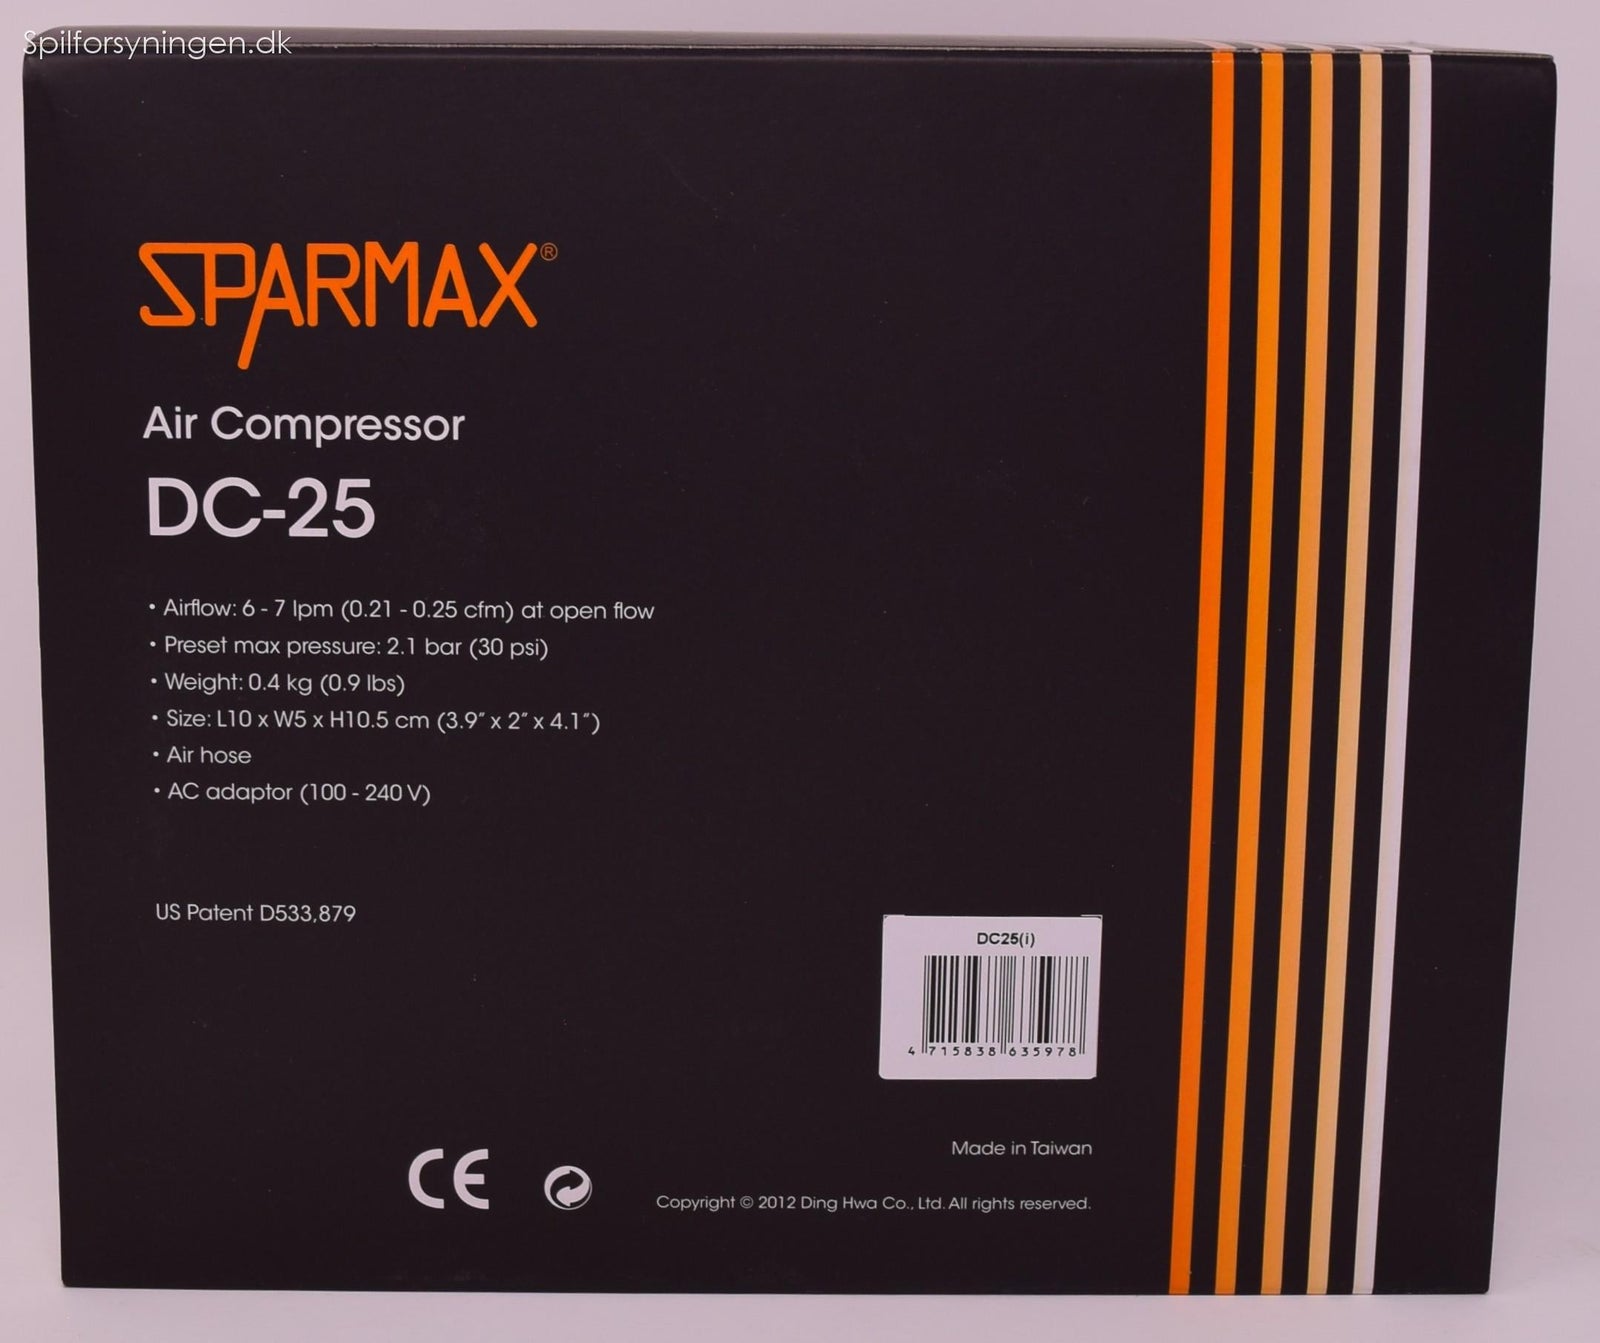 Spilforsyningen.dk
SPARMAX®
Air Compressor
DC-25
• Airflow: 6 - 7 lpm (0.21 - 0.25 cfm) at open flow
• Preset max pressure: 2.1 bar (30 psi)
• Weight: 0.4 kg (0.9 lbs)
• Size: L10 x W5 x H10.5 cm (3.9” x 2” x 4.1”)
• Air hose
• AC adaptor (100 - 240 V)
US Patent D533,879
DC25(i)
4 715838 635978
Made in Taiwan
CE
Copyright © 2012 Ding Hwa Co., Ltd. All rights reserved.